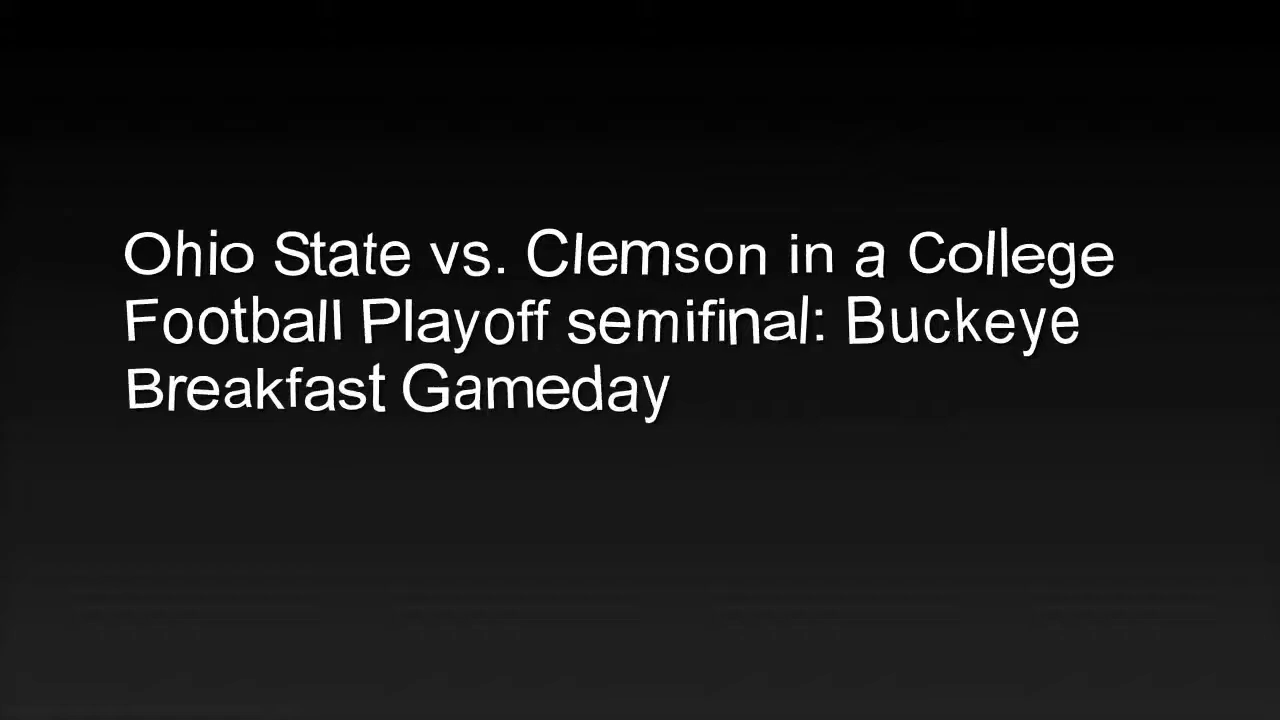 Ohio State vs. Clemson in a College
Football Playoff semifinal: Buckeye
Breakfast Gameday